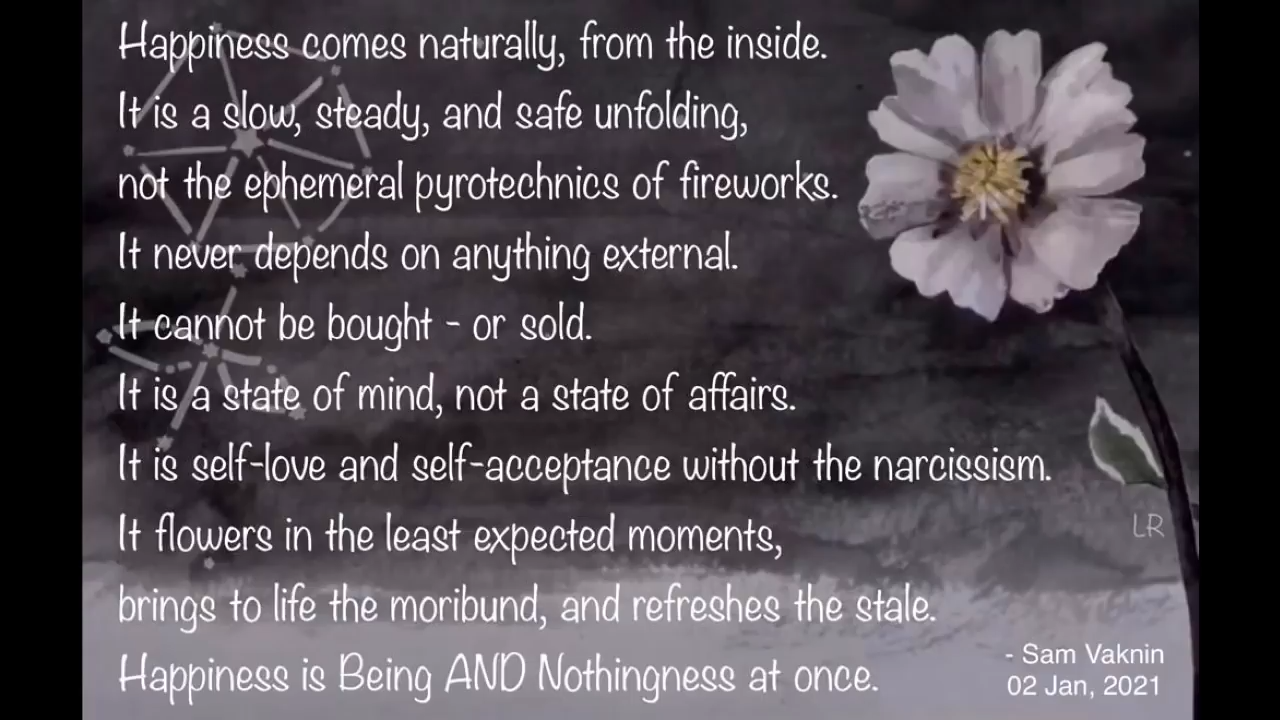 Happiness comes naturally, from the inside.
It is a slow, steady, and safe unfolding,
not the ephemeral pyrotechnics of fireworks.
It never depends on anything external.
It cannot be bought - or sold.
It is a state of mind, not a state of affairs.
It is self-love and self-acceptance without the narcissism.
It flowers in the least expected moments,
brings to life the moribund, and refreshes the stale.
Happiness is Being AND Nothingness at once.
LR
- Sam Vaknin
02 Jan, 2021